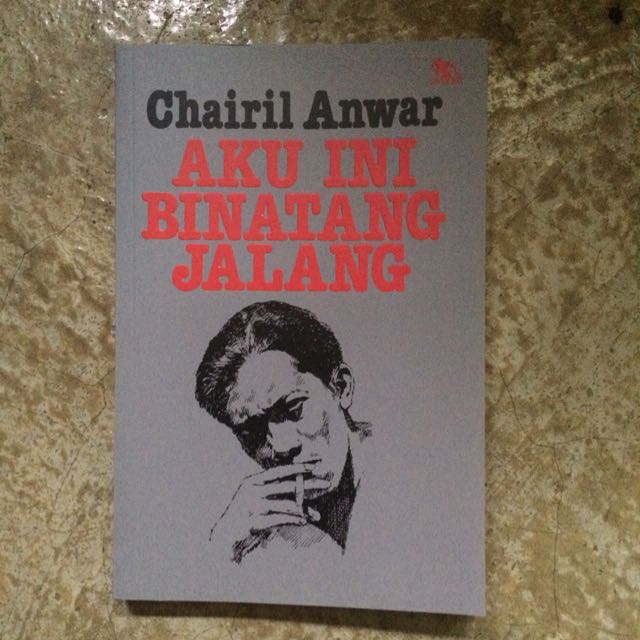 Chairil Anwar
AKU INI
BINATANG
JALANG